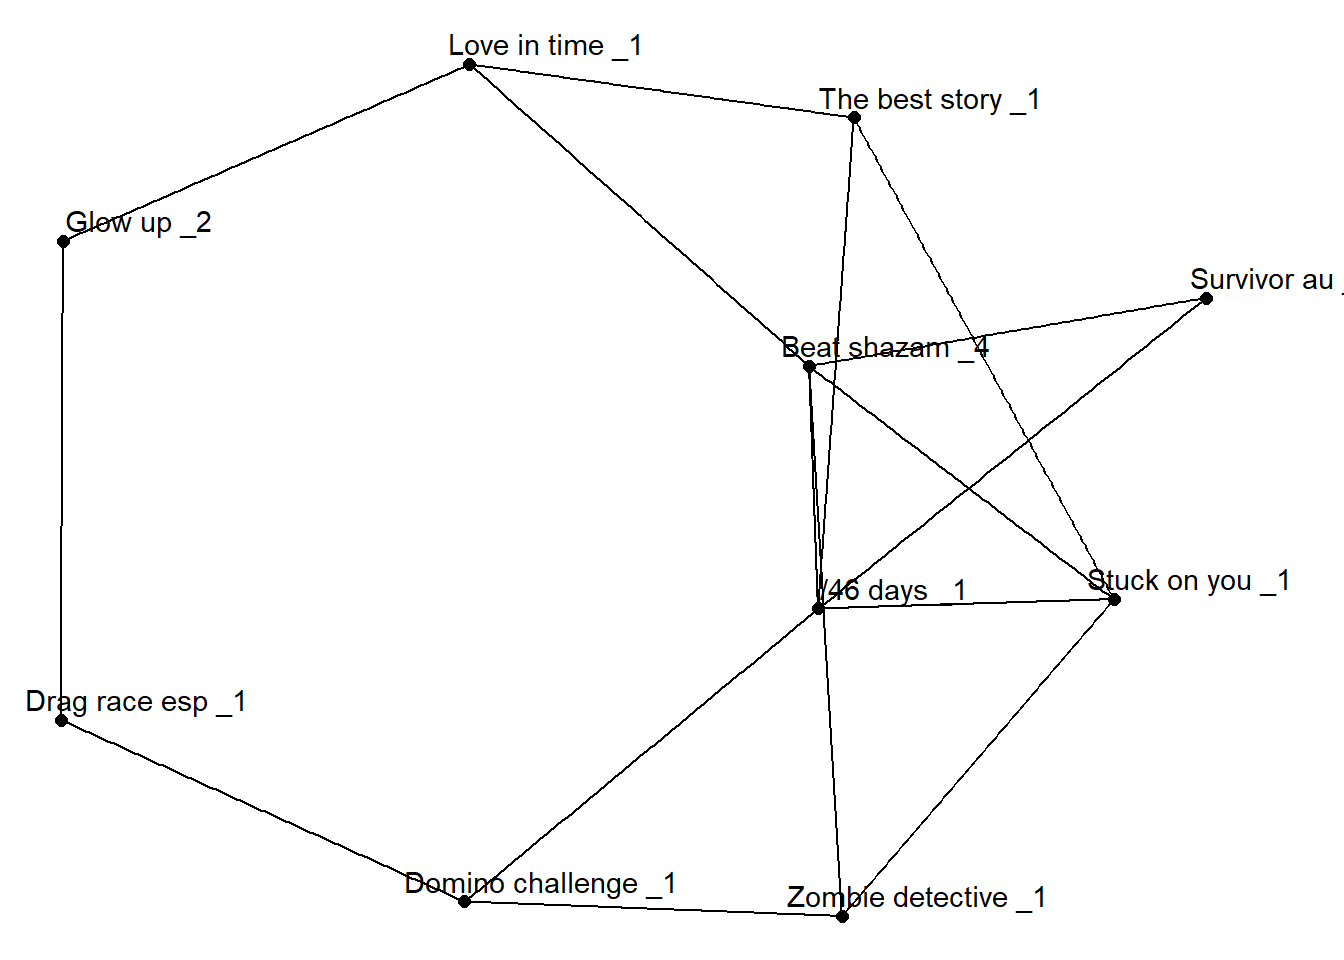 Love in time _1
The best story _1
Glow up _2
Survivor au _
Beat shazam _4
/46 days _1
Stuck on you _1
Drag race esp _1
Domino challenge _1
Zombie detective _1